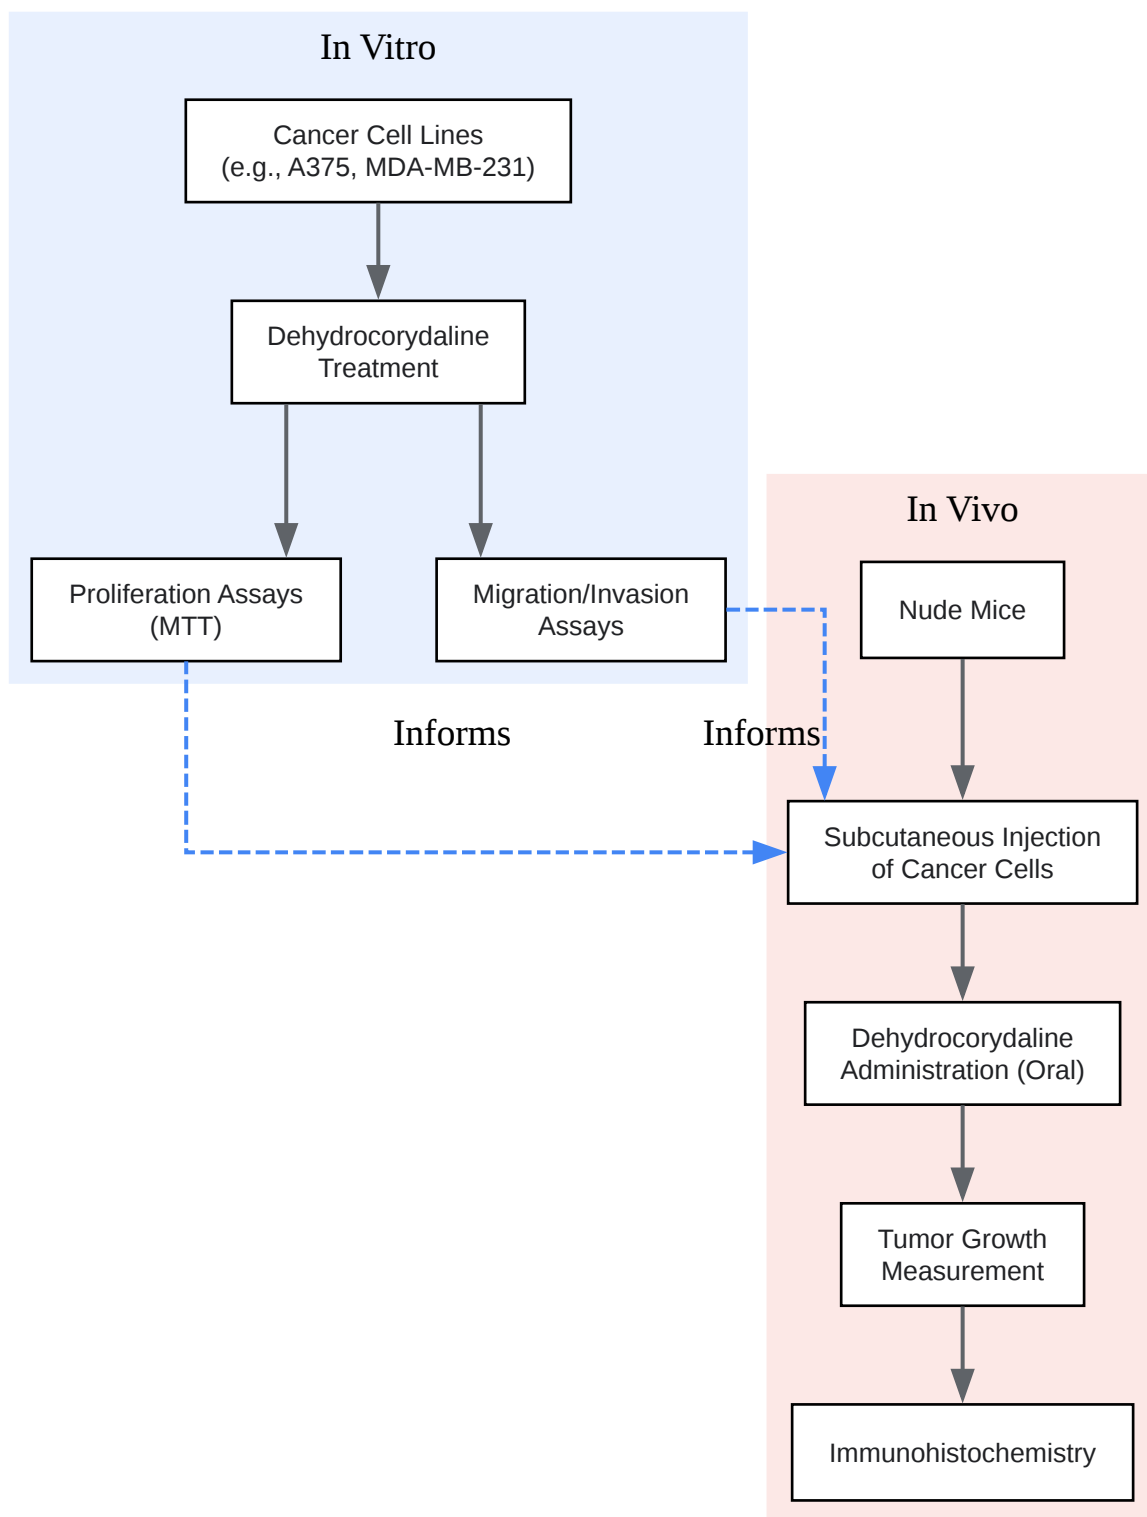 In Vitro
Cancer Cell Lines
(e.g., A375, MDA-MB-231)
Dehydrocorydaline
Treatment
Proliferation Assays
(MTT)
Migration/Invasion
Assays
Informs
Informs
In Vivo
Nude Mice
Subcutaneous Injection
of Cancer Cells
Dehydrocorydaline
Administration (Oral)
Tumor Growth
Measurement
Immunohistochemistry